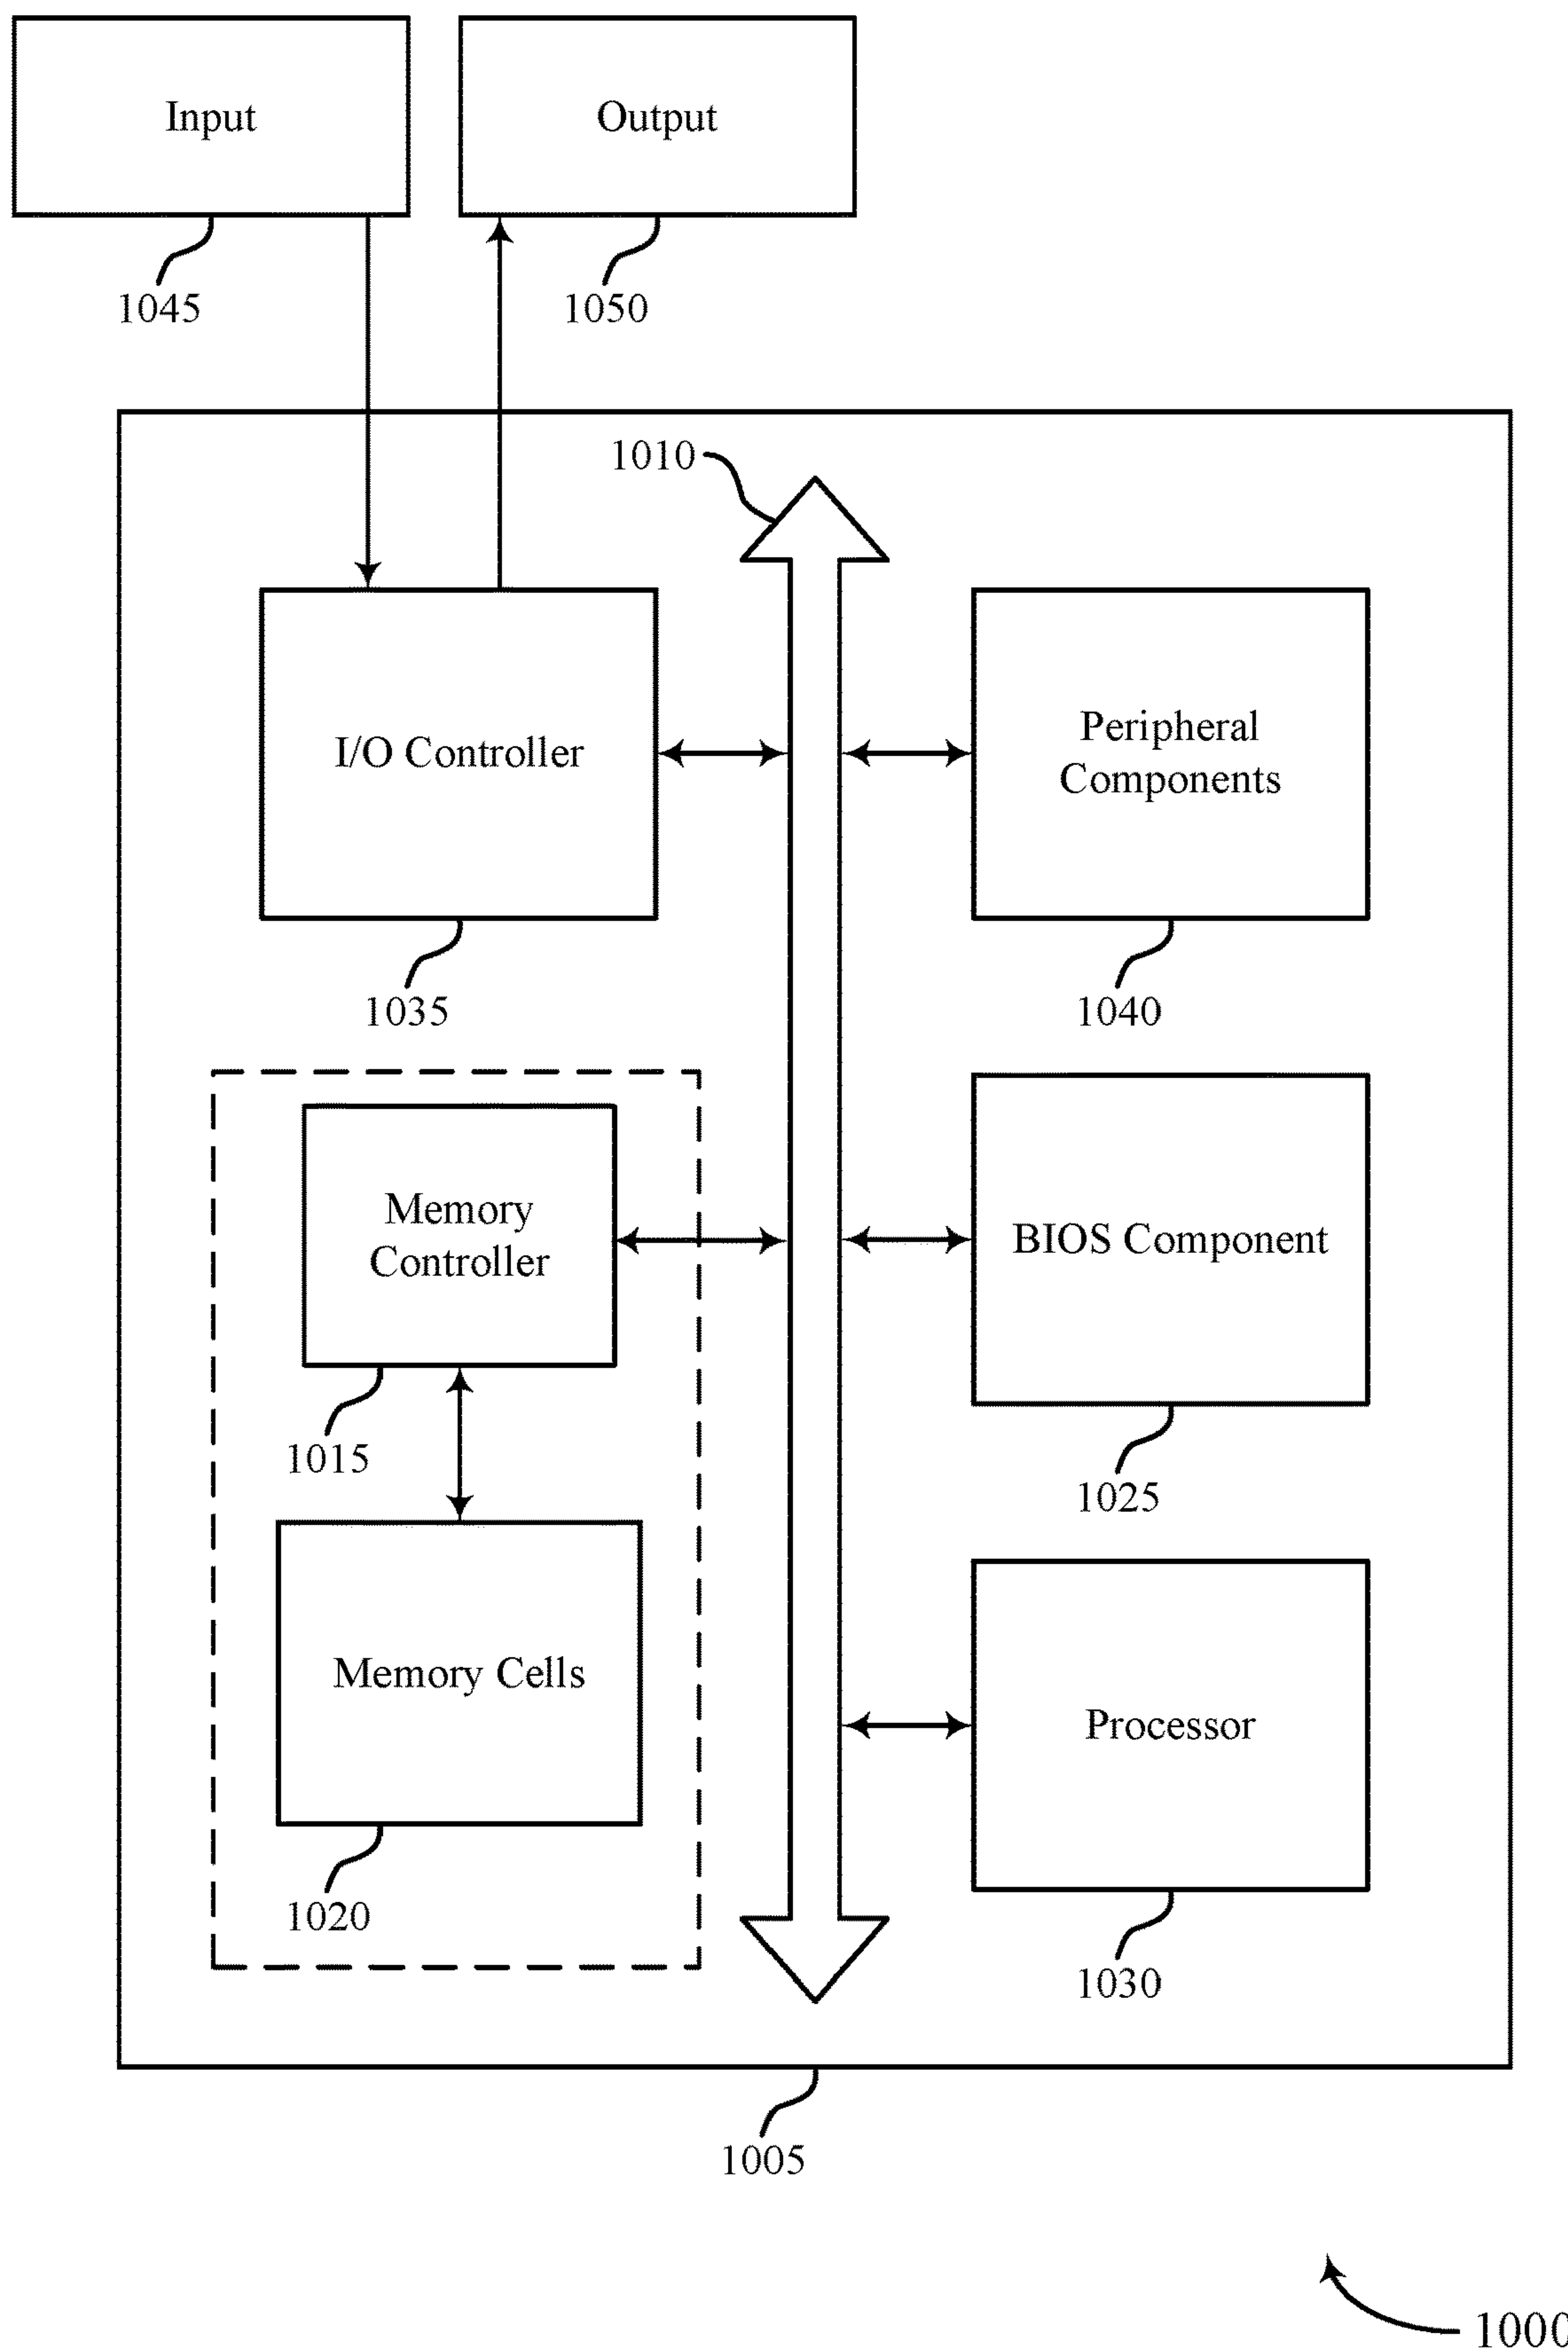 Input
Output
1045
1050
1010
I/O Controller
Peripheral
Components
1035
1040
Memory
Controller
BIOS Component
1015
1025
Memory Cells
Processor
1020
1030
1005
1000